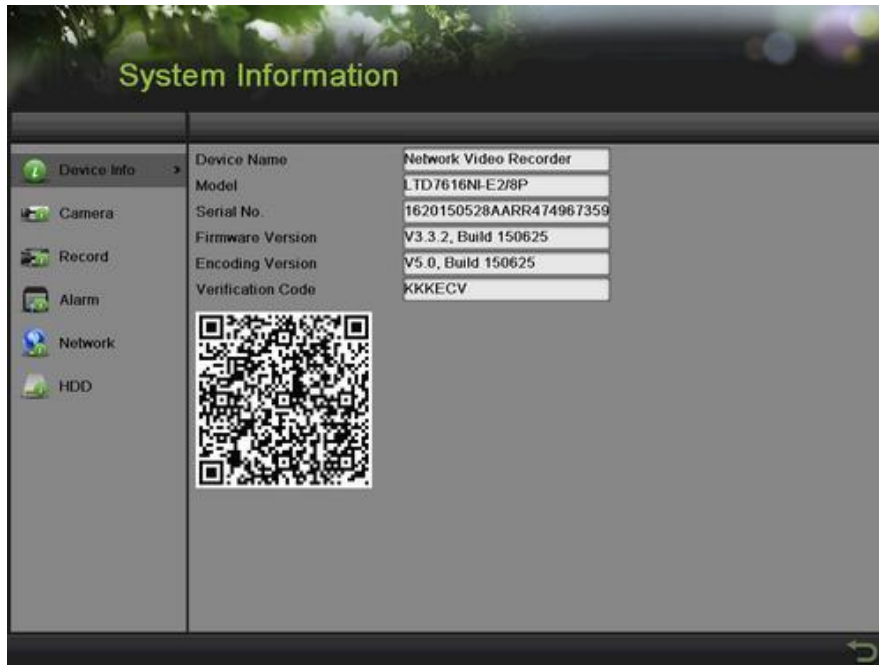 System Information
Device Info
Camera
Record
Alarm
Network
HDD
Device Name Network Video Recorder
Model LTD7616NI-E2/8P
Serial No. 1620150528AARR474967359
Firmware Version V3.3.2, Build 150625
Encoding Version V5.0, Build 150625
Verification Code KKKECV